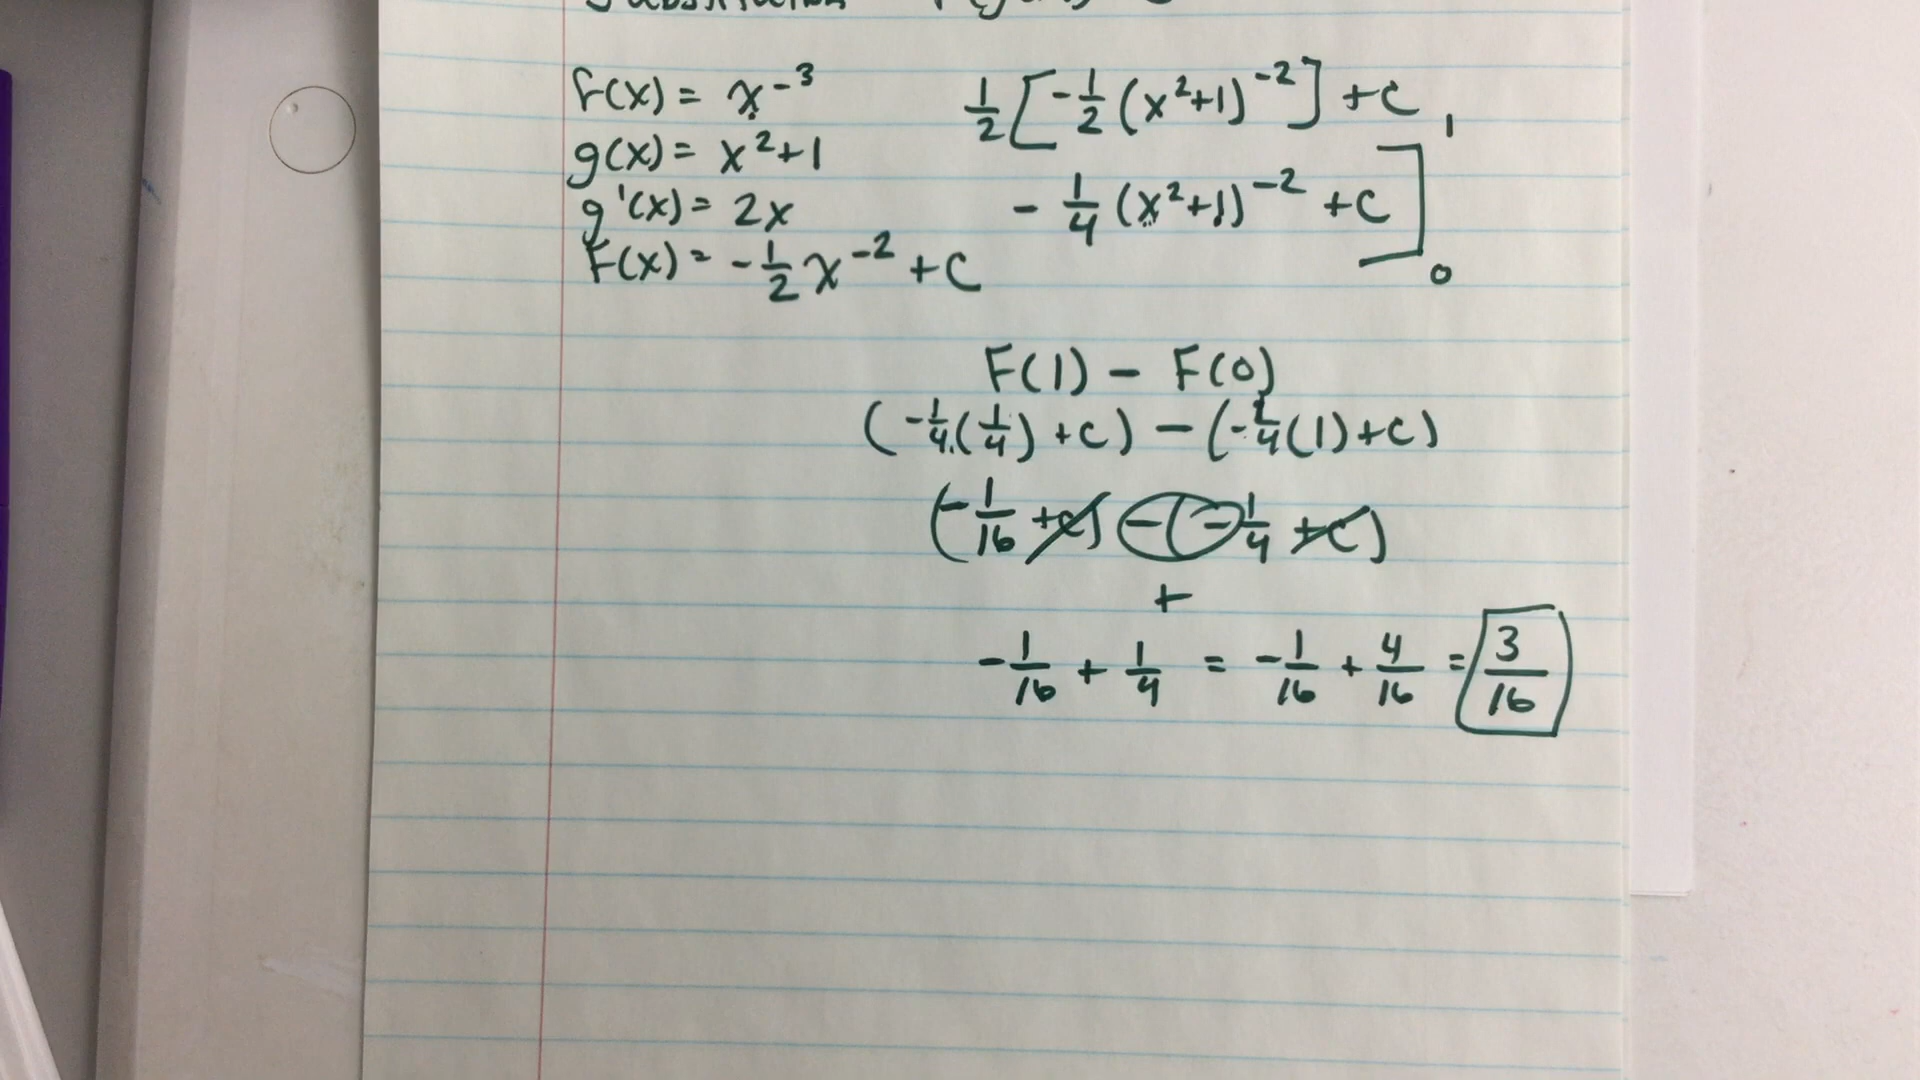 f(x) = x⁻³
g(x) = x²+1
g'(x) = 2x
F(x) = -1/2 x⁻² + C
1/2 [-1/2 (x²+1)⁻²] + C
- 1/4 (x²+1)⁻² + C ]₀¹
F(1) - F(0)
(-1/4 (1/4) + C) - (-1/4 (1) + C)
(-1/16 + C) - (-1/4 + C)
+
-1/16 + 1/4 = -1/16 + 4/16 = 3/16